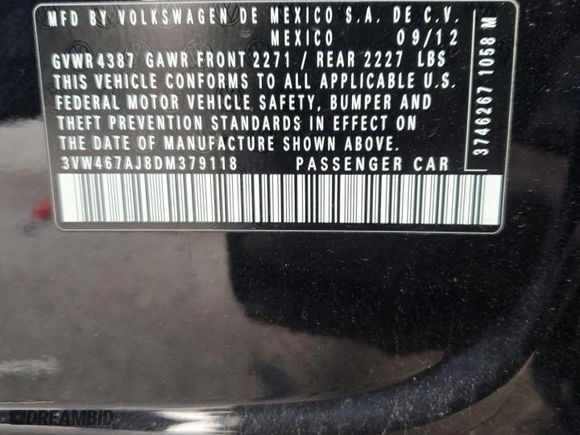 MFD BY VOLKSWAGEN DE MEXICO S.A. DE C.V.
MEXICO 09/12
GVWR 4387 GAWR FRONT 2271 / REAR 2227 LBS
THIS VEHICLE CONFORMS TO ALL APPLICABLE U.S.
FEDERAL MOTOR VEHICLE SAFETY, BUMPER AND
THEFT PREVENTION STANDARDS IN EFFECT ON
THE DATE OF MANUFACTURE SHOWN ABOVE.
3VW467AJ8DM379118 PASSENGER CAR
3746267 1058 M
DREAMBID